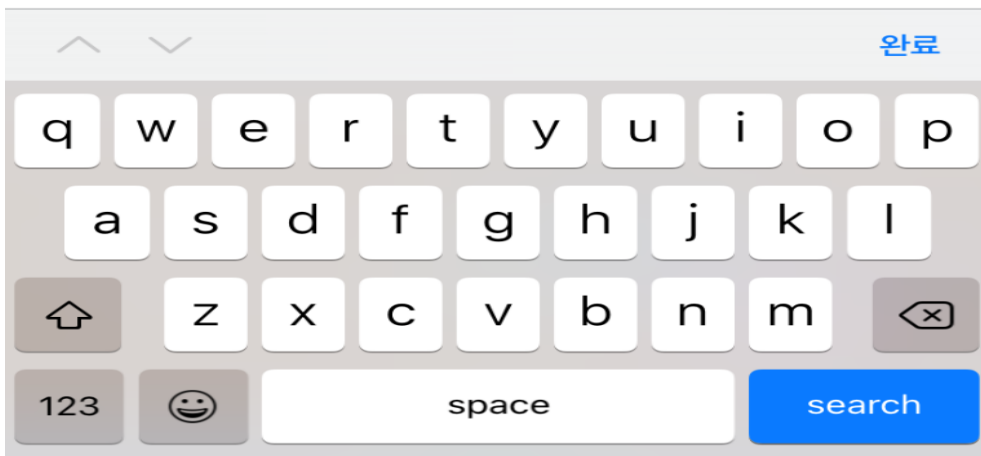 완료
q w e r t y u i o p
a s d f g h j k l
z x c v b n m
123 space search